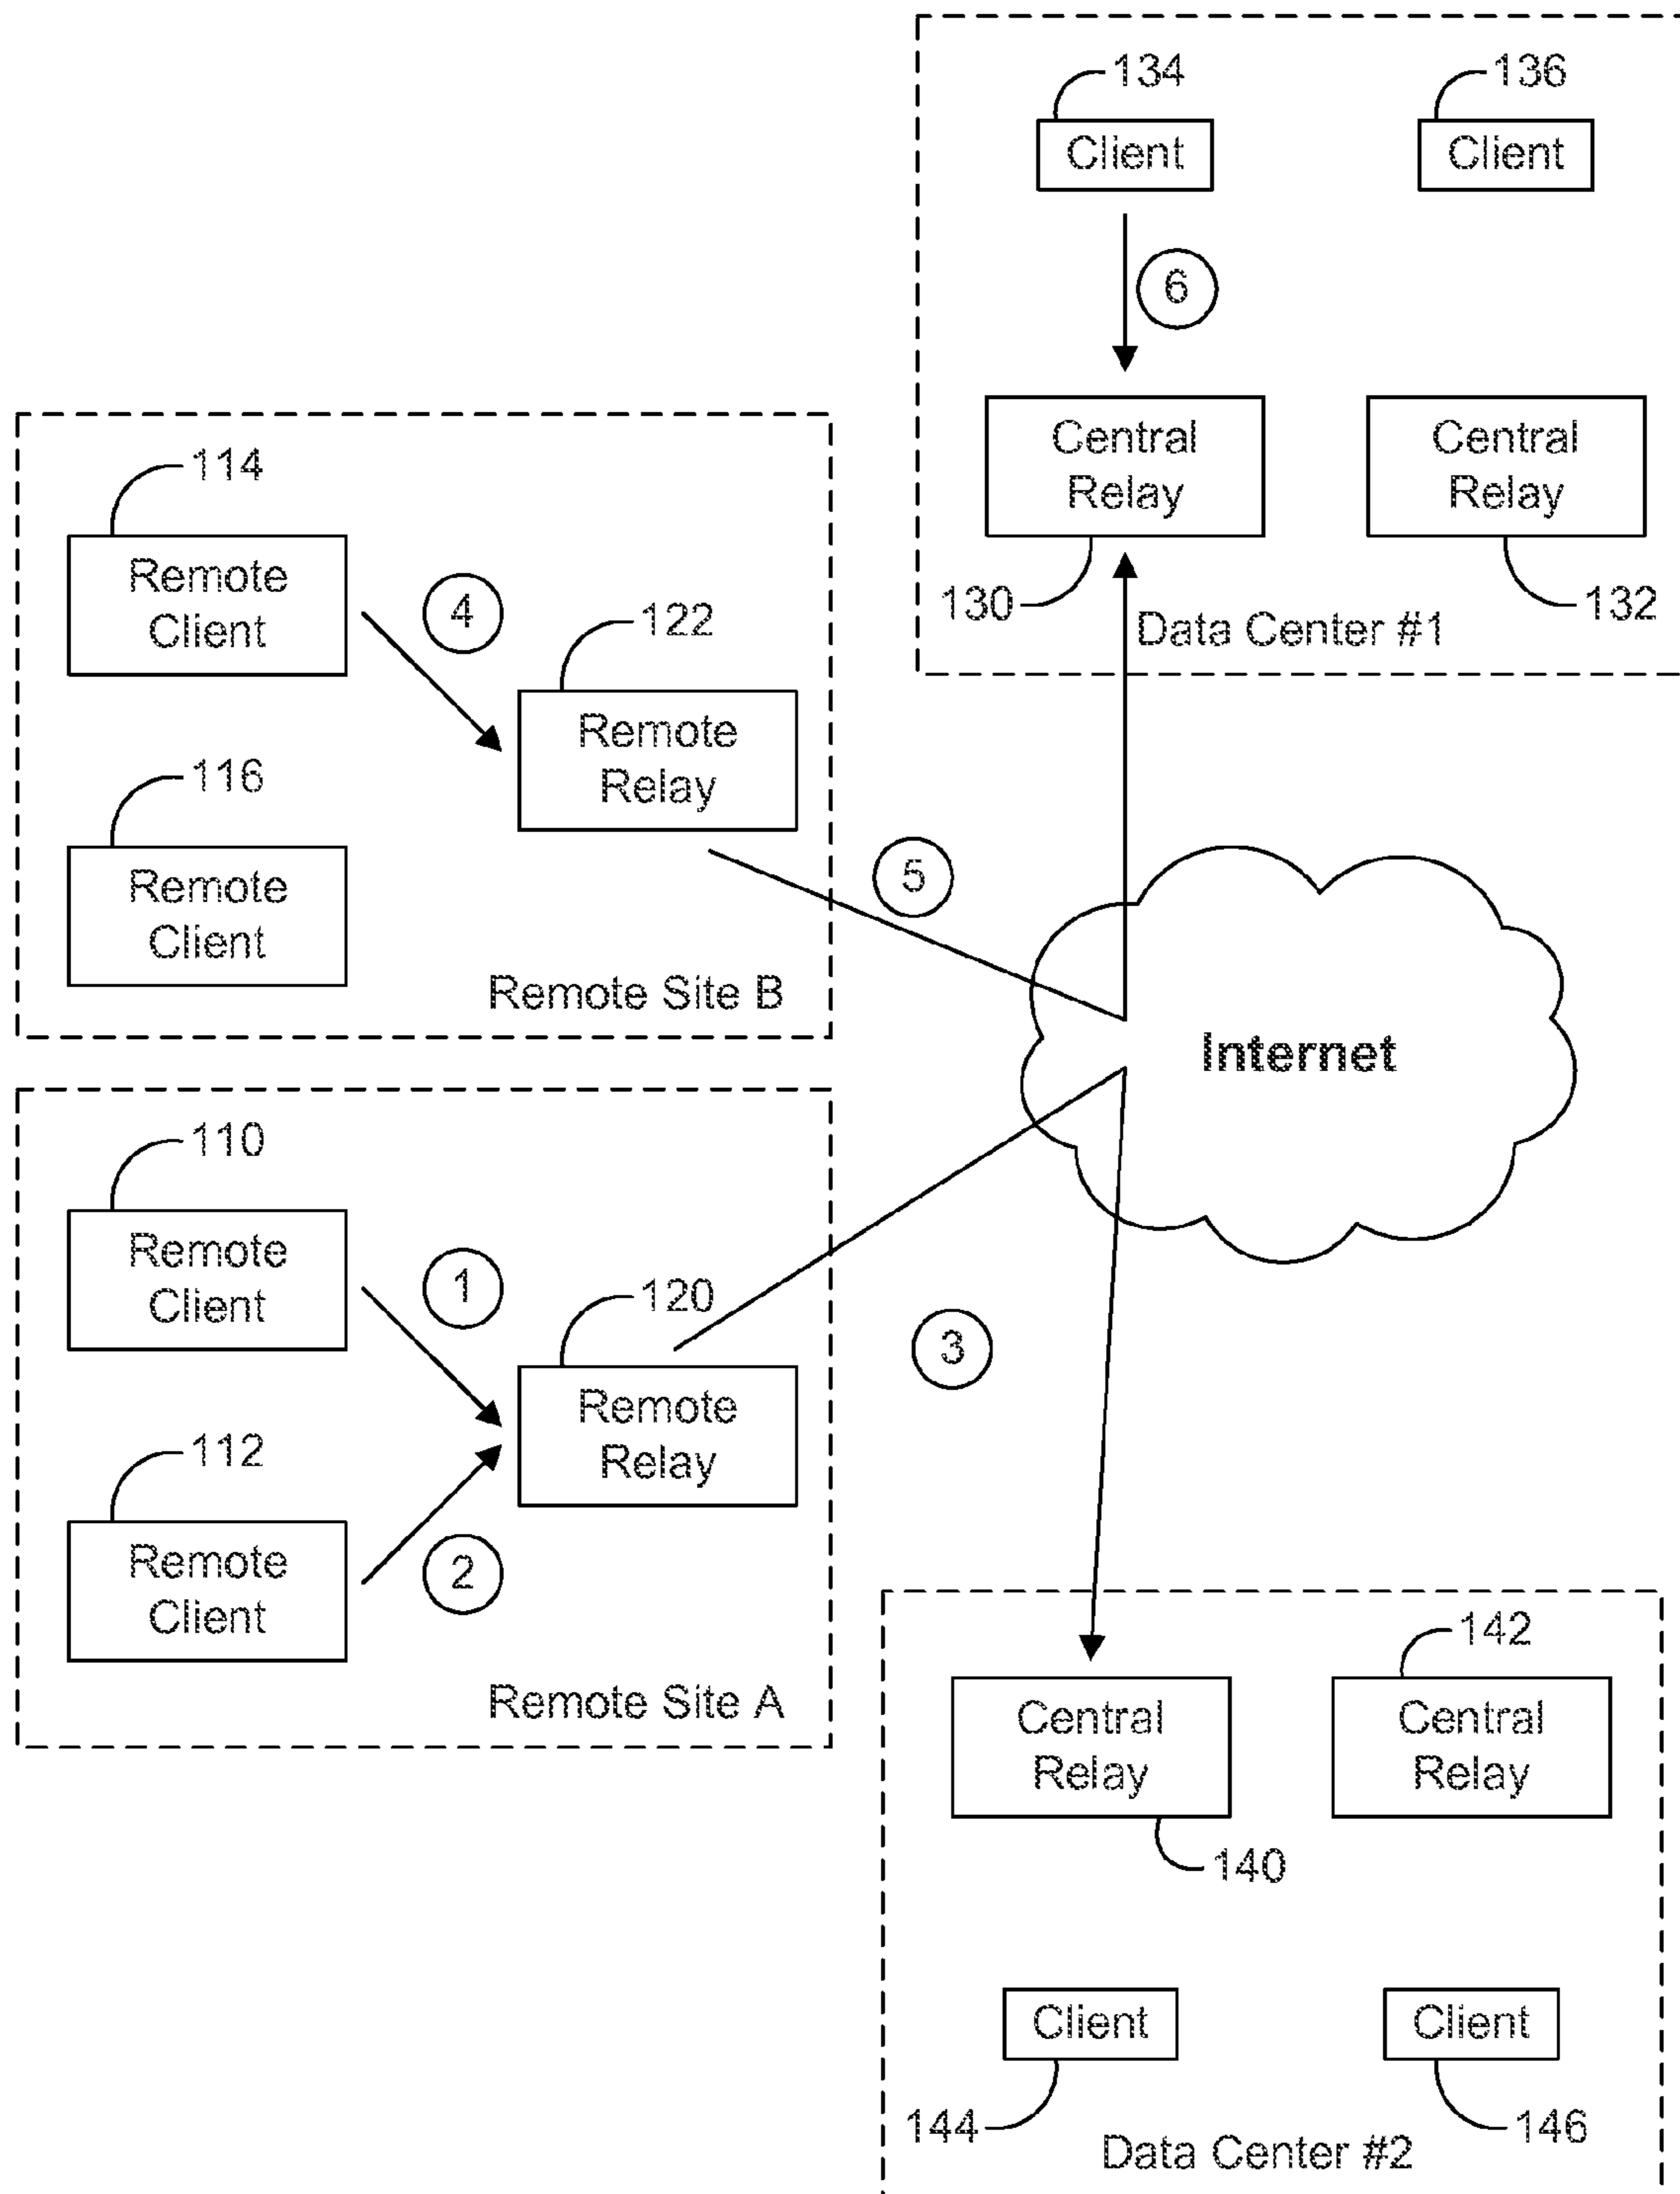 134
136
Client
Client
6
Central
Relay
Central
Relay
130
132
Data Center #1
114
Remote
Client
4
122
Remote
Relay
116
Remote
Client
5
Remote Site B
Internet
110
Remote
Client
1
120
Remote
Relay
3
112
Remote
Client
2
Remote Site A
142
Central
Relay
Central
Relay
140
Client
Client
144
146
Data Center #2